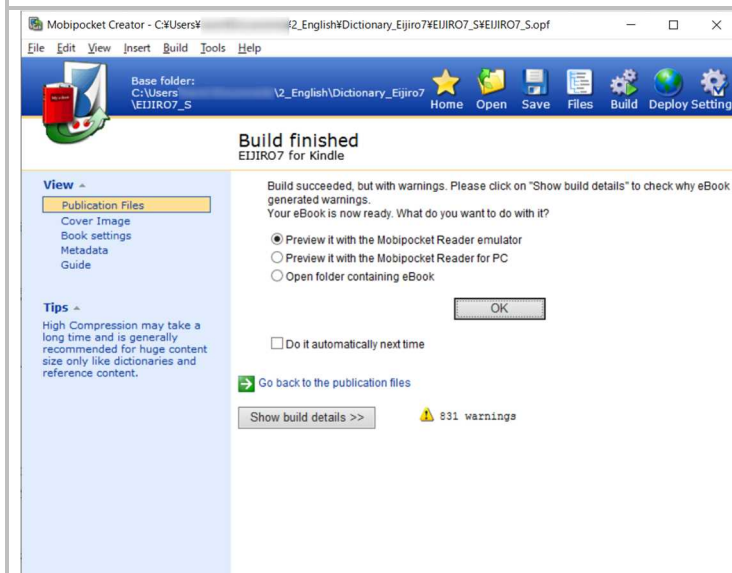 Mobipocket Creator - C:¥Users¥ ¥2_English¥Dictionary_Eijiro7¥EIJIRO7_S¥EIJIRO7_S.opf
File Edit View Insert Build Tools Help
Base folder:
C:\Users \2_English\Dictionary_Eijiro7
\EIJIRO7_S
Home Open Save Files Build Deploy Setting
Build finished
EIJIRO7 for Kindle
View
Publication Files
Cover Image
Book settings
Metadata
Guide
Tips
High Compression may take a
long time and is generally
recommended for huge content
size only like dictionaries and
reference content.
Build succeeded, but with warnings. Please click on "Show build details" to check why eBook
generated warnings.
Your eBook is now ready. What do you want to do with it?
Preview it with the Mobipocket Reader emulator
Preview it with the Mobipocket Reader for PC
Open folder containing eBook
OK
Do it automatically next time
Go back to the publication files
Show build details >>
831 warnings